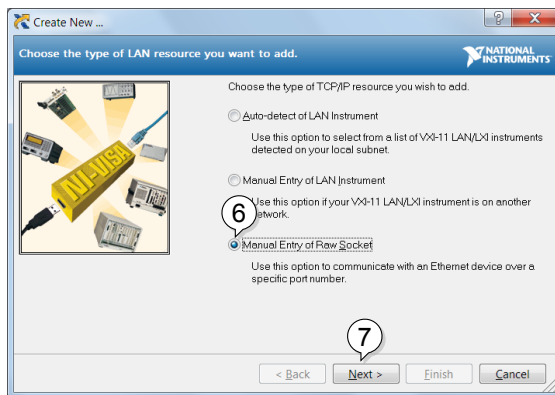 Create New ...
Choose the type of LAN resource you want to add.
NATIONAL
INSTRUMENTS
Choose the type of TCP/IP resource you wish to add.
Auto-detect of LAN Instrument
Use this option to select from a list of VXI-11 LAN/LXI instruments
detected on your local subnet.
Manual Entry of LAN Instrument
Use this option if your VXI-11 LAN/LXI instrument is on another
network.
6
Manual Entry of Raw Socket
Use this option to communicate with an Ethernet device over a
specific port number.
NI-VISA
7
< Back
Next >
Finish
Cancel